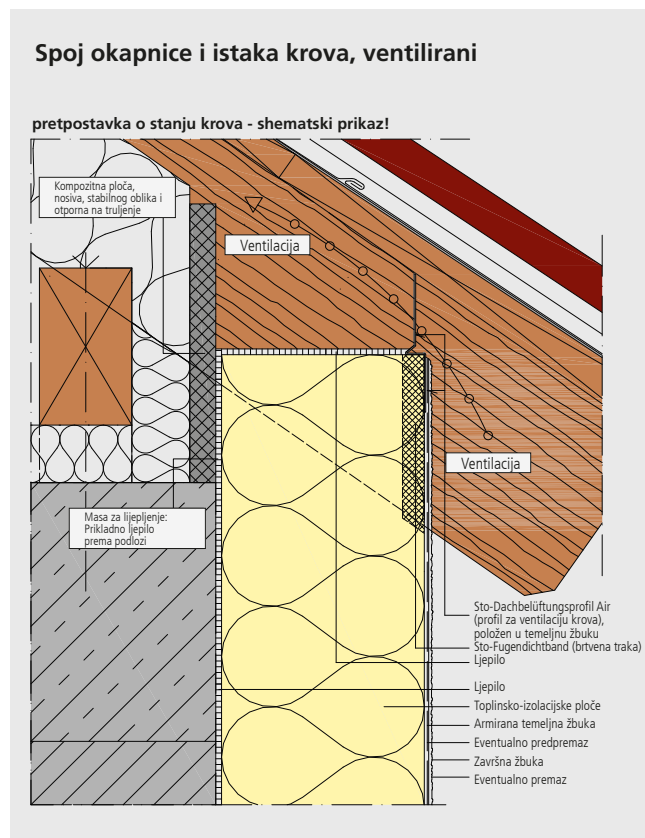 Spoj okapnice i istaka krova, ventilirani
pretpostavka o stanju krova - shematski prikaz!
Kompozitna ploča,
nosiva, stabilnog oblika i
otporna na truljenje
Ventilacija
Ventilacija
Masa za lijepljenje:
Prikladno ljepilo
prema podlozi
Sto-Dachbelüftungsprofil Air
(profil za ventilaciju krova),
položen u temeljnu žbuku
Sto-Fugendichtband (brtvena traka)
Ljepilo
Ljepilo
Toplinsko-izolacijske ploče
Armirana temeljna žbuka
Eventualno predpremaz
Završna žbuka
Eventualno premaz